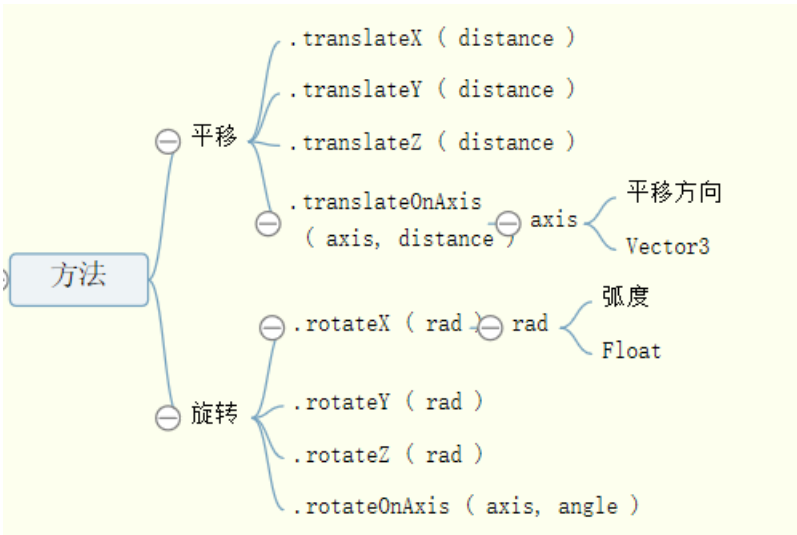 .translateX ( distance )
.translateY ( distance )
平移
.translateZ ( distance )
.translateOnAxis
( axis, distance )
axis
平移方向
Vector3
方法
.rotateX ( rad )
rad
弧度
Float
旋转
.rotateY ( rad )
.rotateZ ( rad )
.rotateOnAxis ( axis, angle )